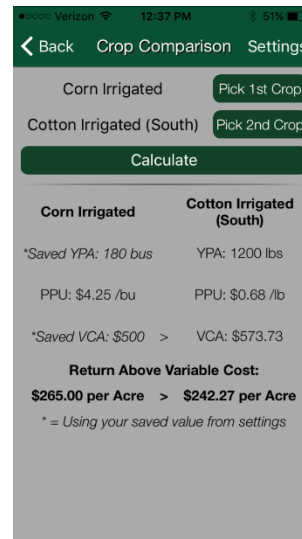 ●○○○○ Verizon 12:37 PM 51%
Back Crop Comparison Settings
Corn Irrigated Pick 1st Crop
Cotton Irrigated (South) Pick 2nd Crop
Calculate
Corn Irrigated Cotton Irrigated (South)
*Saved YPA: 180 bus YPA: 1200 lbs
PPU: $4.25 /bu PPU: $0.68 /lb
*Saved VCA: $500 > VCA: $573.73
Return Above Variable Cost:
$265.00 per Acre > $242.27 per Acre
* = Using your saved value from settings